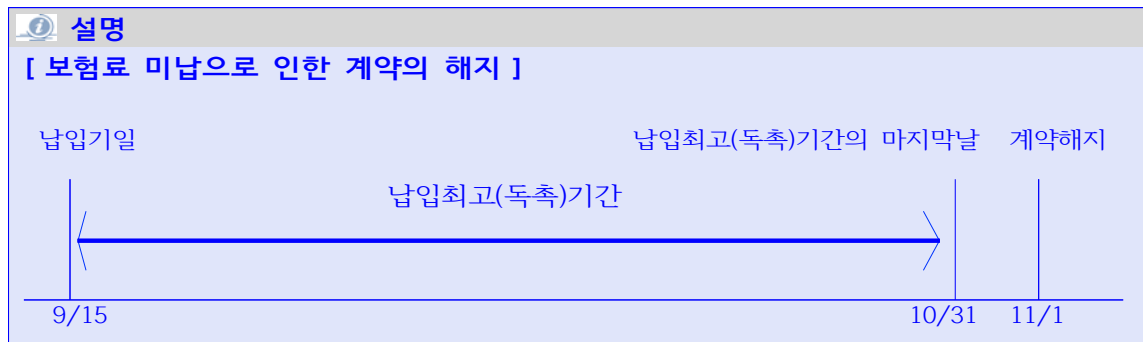 설명
[ 보험료 미납으로 인한 계약의 해지 ]
납입기일 납입최고(독촉)기간의 마지막날 계약해지
납입최고(독촉)기간
9/15 10/31 11/1